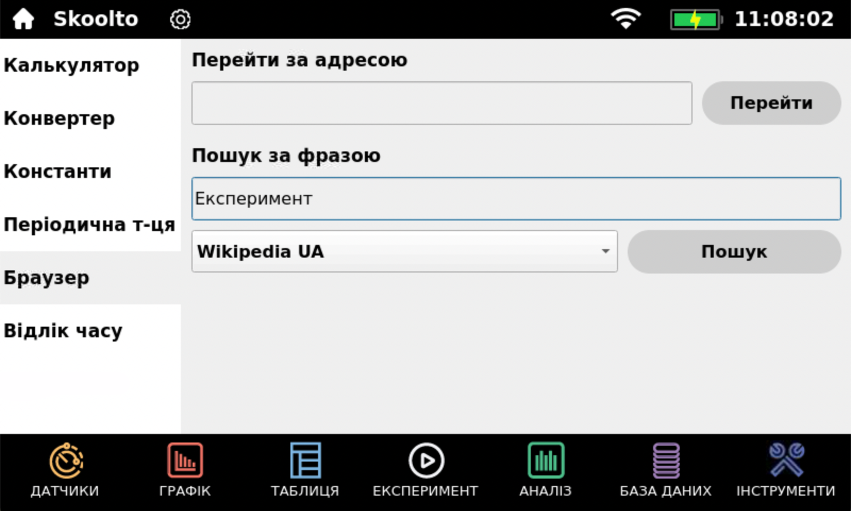 Skoolto 11:08:02
Калькулятор
Конвертер
Константи
Періодична т-ця
Браузер
Відлік часу
Перейти за адресою
Перейти
Пошук за фразою
Експеримент
Wikipedia UA
Пошук
ДАТЧИКИ
ГРАФІК
ТАБЛИЦЯ
ЕКСПЕРИМЕНТ
АНАЛІЗ
БАЗА ДАНИХ
ІНСТРУМЕНТИ